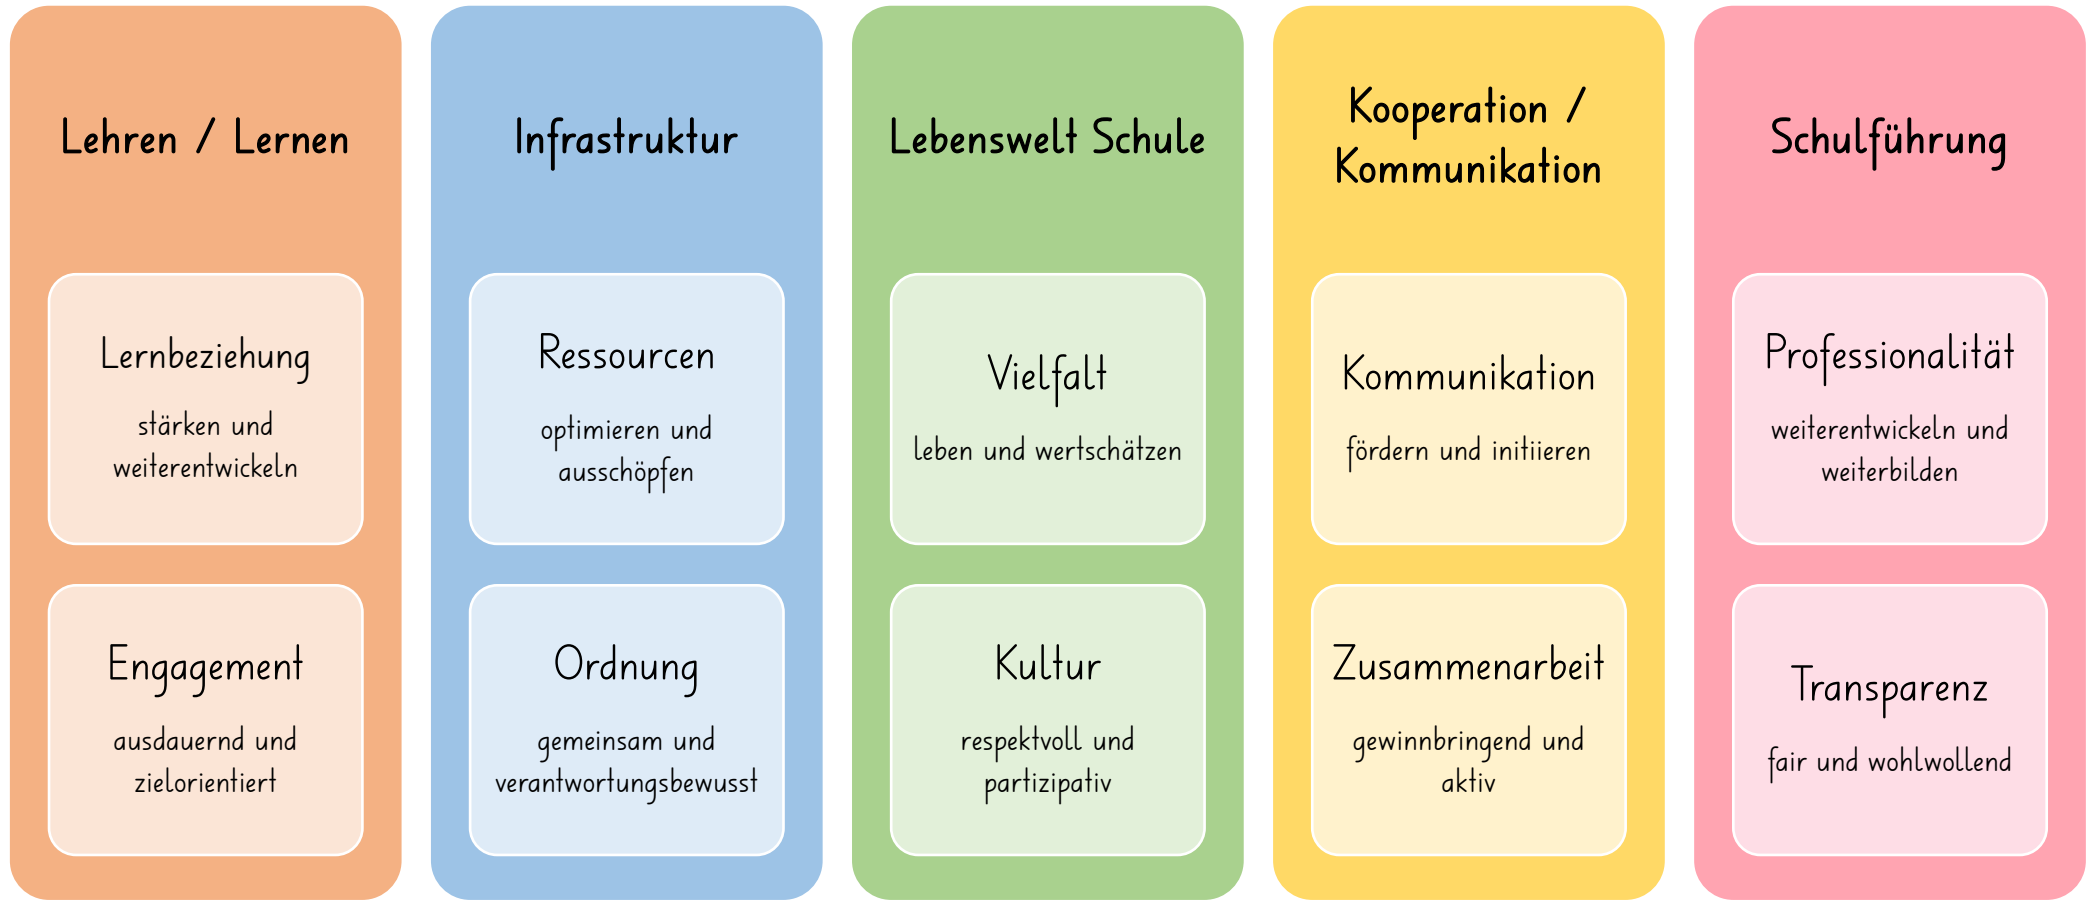 Lehren / Lernen
Lernbeziehung
stärken und
weiterentwickeln
Engagement
ausdauernd und
zielorientiert
Infrastruktur
Ressourcen
optimieren und
ausschöpfen
Ordnung
gemeinsam und
verantwortungsbewusst
Lebenswelt Schule
Vielfalt
leben und wertschätzen
Kultur
respektvoll und
partizipativ
Kooperation /
Kommunikation
Kommunikation
fördern und initiieren
Zusammenarbeit
gewinnbringend und
aktiv
Schulführung
Professionalität
weiterentwickeln und
weiterbilden
Transparenz
fair und wohlwollend